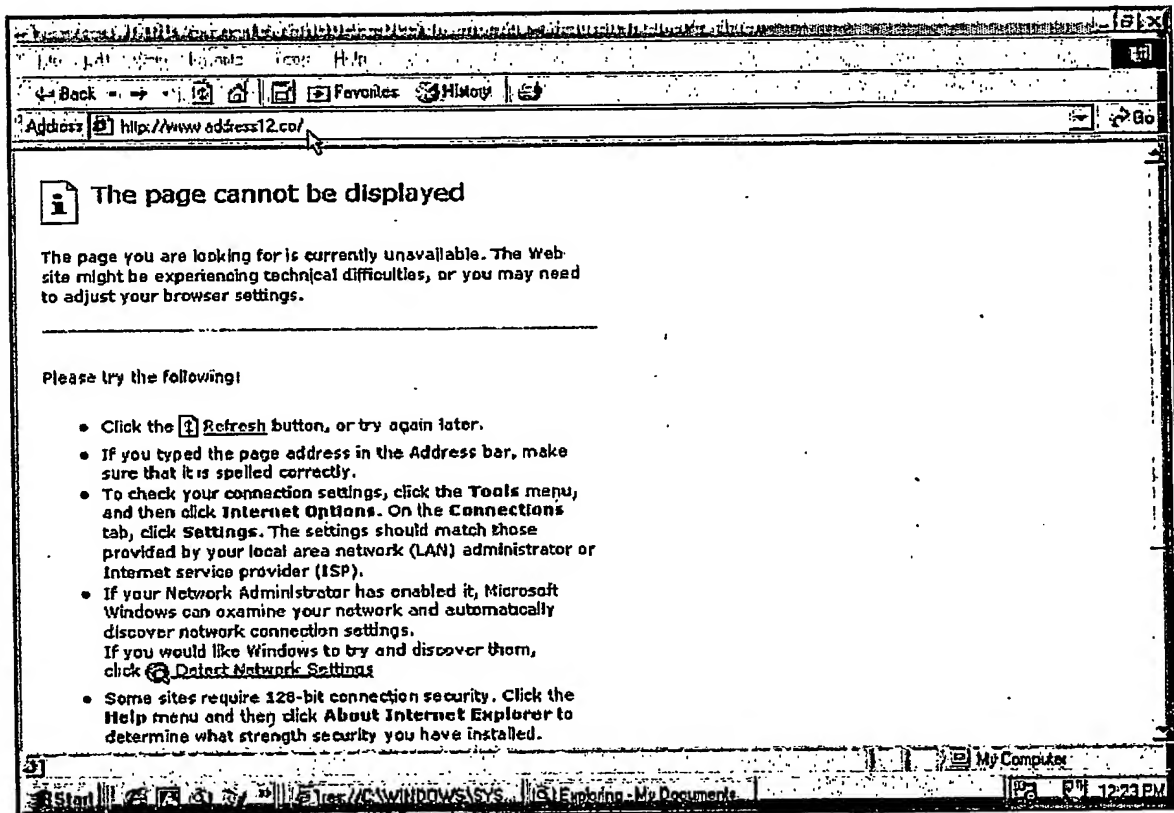 Help
Back Favorites History
Address http://www address12.co/ Go
The page cannot be displayed
The page you are looking for is currently unavailable. The Web
site might be experiencing technical difficulties, or you may need
to adjust your browser settings.
Please try the following:
• Click the Refresh button, or try again later.
• If you typed the page address in the Address bar, make
sure that it is spelled correctly.
• To check your connection settings, click the Tools menu,
and then click Internet Options. On the Connections
tab, click Settings. The settings should match those
provided by your local area network (LAN) administrator or
Internet service provider (ISP).
• If your Network Administrator has enabled it, Microsoft
Windows can examine your network and automatically
discover network connection settings.
If you would like Windows to try and discover them,
click Detect Network Settings
• Some sites require 128-bit connection security. Click the
Help menu and then click About Internet Explorer to
determine what strength security you have installed.
My Computer
Start res://C:\WINDOWS\SYS... Exploring - My Documents 12:23 PM